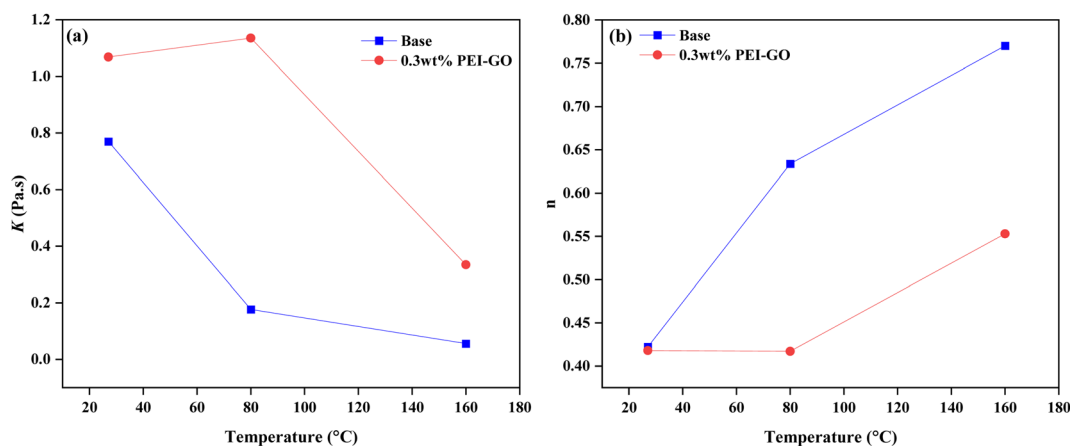 (a)
Base
0.3wt% PEI-GO
1.2
1.0
0.8
0.6
0.4
0.2
0.0
K (Pa.s)
20 40 60 80 100 120 140 160 180
Temperature (°C)
(b)
Base
0.3wt% PEI-GO
0.80
0.75
0.70
0.65
0.60
0.55
0.50
0.45
0.40
n
20 40 60 80 100 120 140 160 180
Temperature (°C)